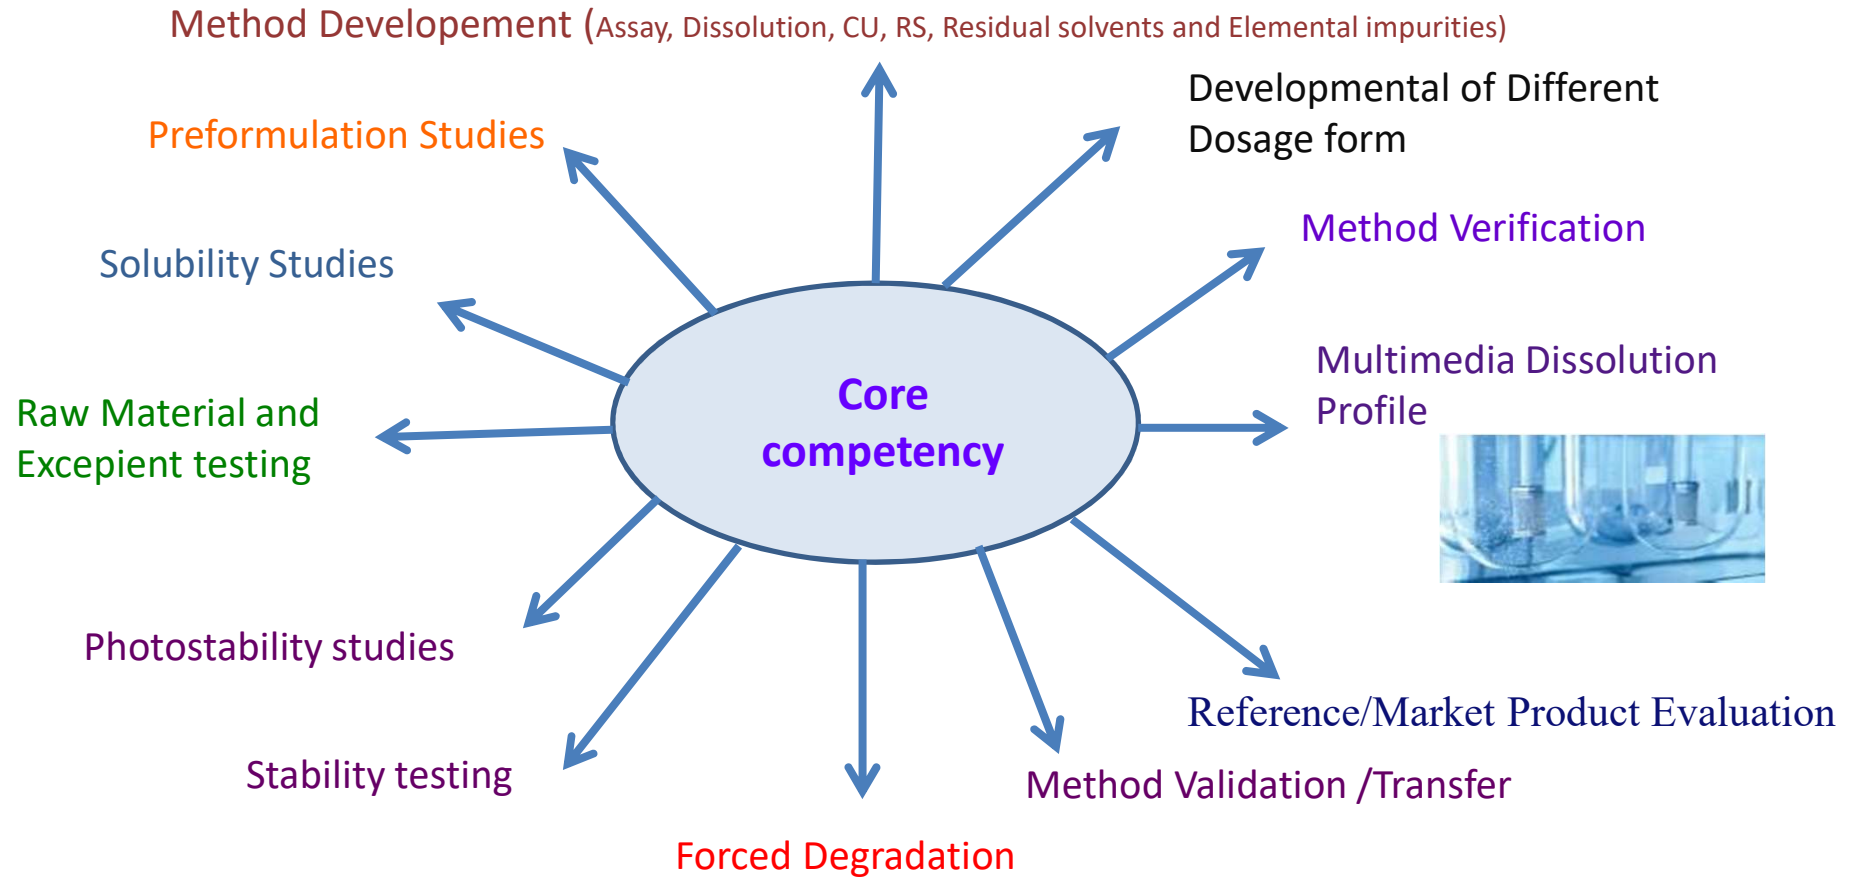 Method Developement (Assay, Dissolution, CU, RS, Residual solvents and Elemental impurities)
Developmental of Different
Dosage form
Preformulation Studies
Method Verification
Solubility Studies
Multimedia Dissolution
Profile
Core
competency
Raw Material and
Excepient testing
Photostability studies
Reference/Market Product Evaluation
Stability testing
Method Validation /Transfer
Forced Degradation